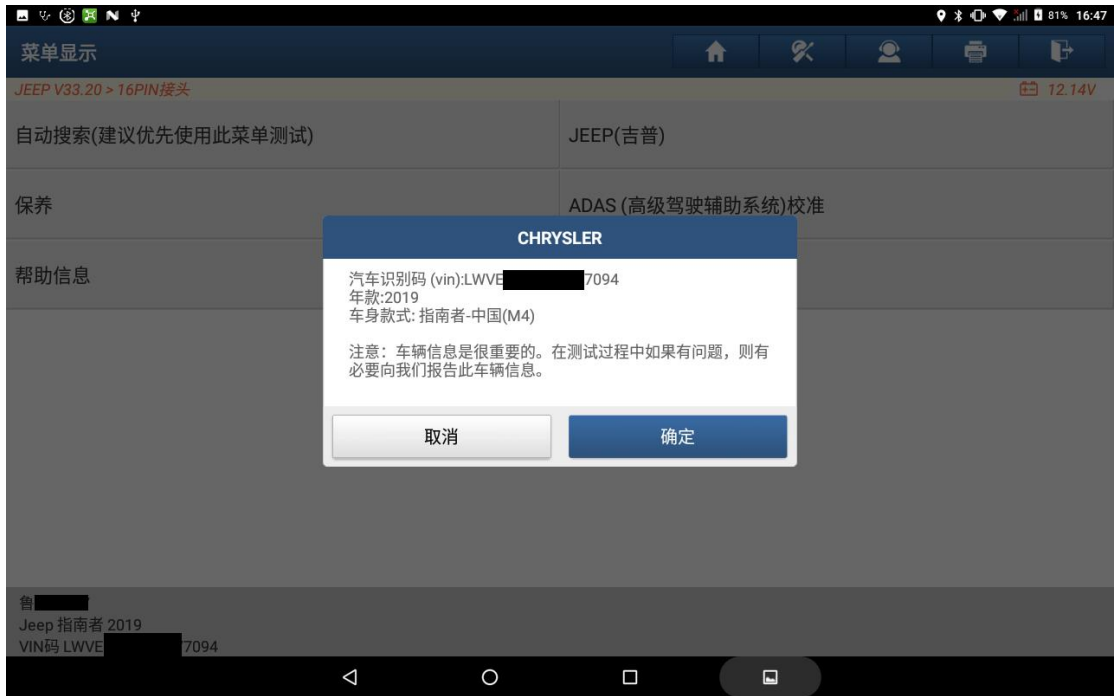 81% 16:47
菜单显示
JEEP V33.20 > 16PIN接头
12.14V
自动搜索(建议优先使用此菜单测试)
JEEP(吉普)
保养
ADAS (高级驾驶辅助系统)校准
帮助信息
CHRYSLER
汽车识别码 (vin):LWVE 7094
年款:2019
车身款式: 指南者-中国(M4)
注意：车辆信息是很重要的。在测试过程中如果有问题，则有
必要向我们报告此车辆信息。
取消
确定
鲁
Jeep 指南者 2019
VIN码 LWVE 7094